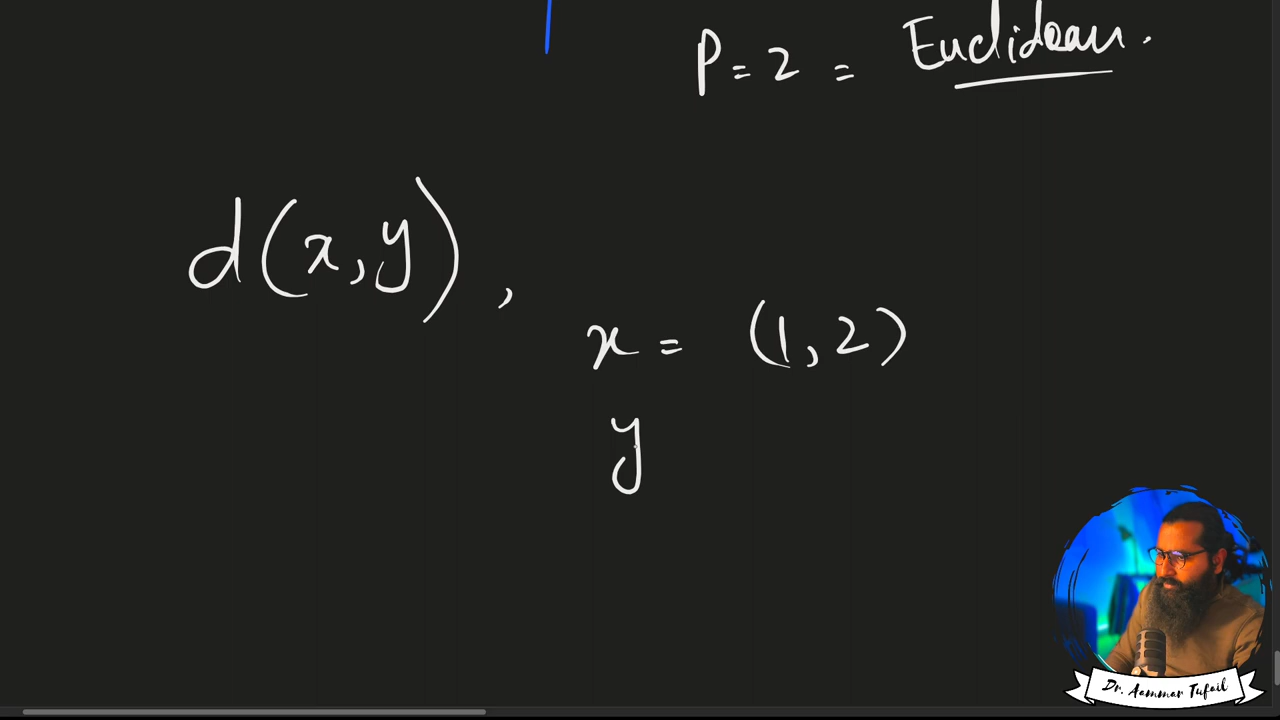 P = 2 = Euclidean.
d(x,y) ,
x = (1,2)
y
Dr. Aammar Tufail